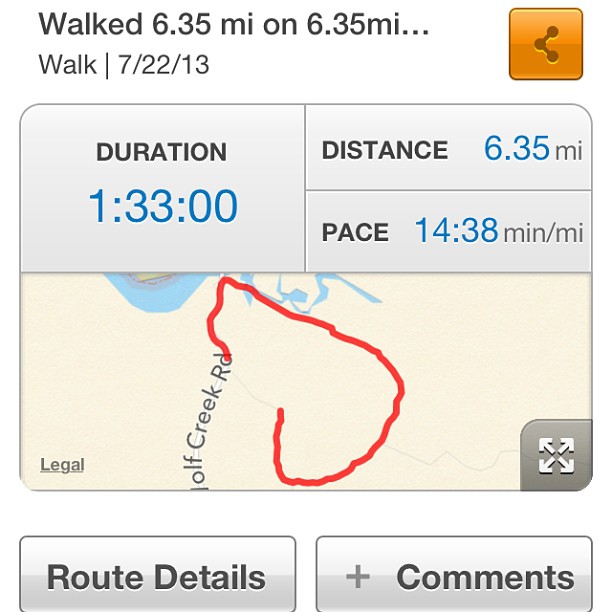 Walked 6.35 mi on 6.35mi...
Walk | 7/22/13
DURATION
1:33:00
DISTANCE 6.35 mi
PACE 14:38 min/mi
olf Creek Rd
Legal
Route Details
+ Comments